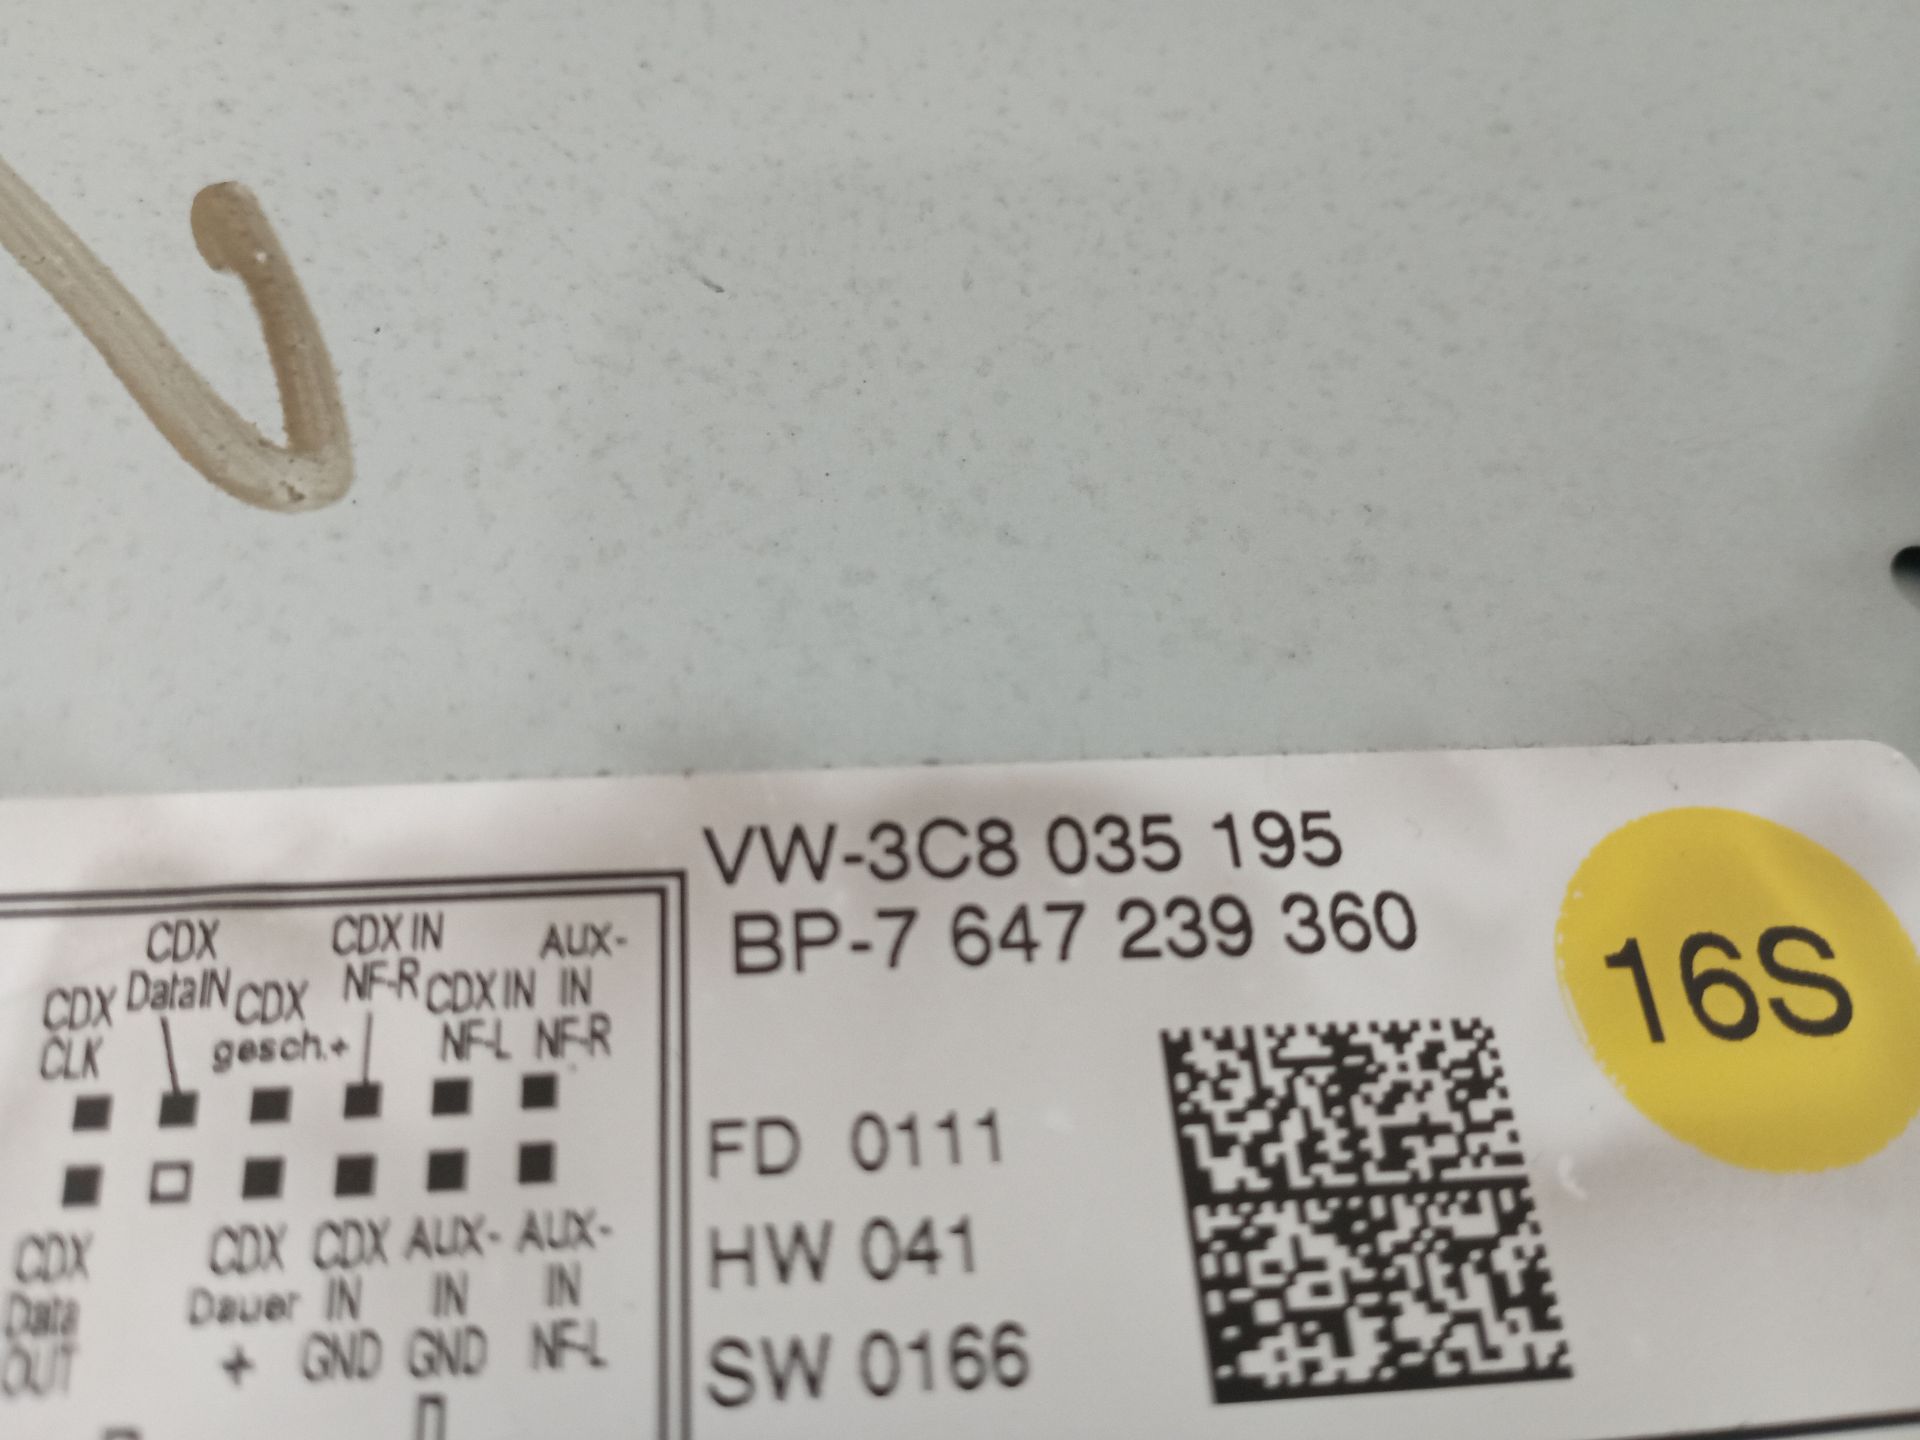 VW-3C8 035 195
BP-7 647 239 360
16S
CDX CDX IN AUX-
DataIN NF-R IN
CDX CDX CDX IN NF-R
CLK gesch.+ NF-L
FD 0111
HW 041
SW 0166
CDX CDX CDX AUX- AUX-
Data Dauer IN IN IN
OUT + GND GND NF-L